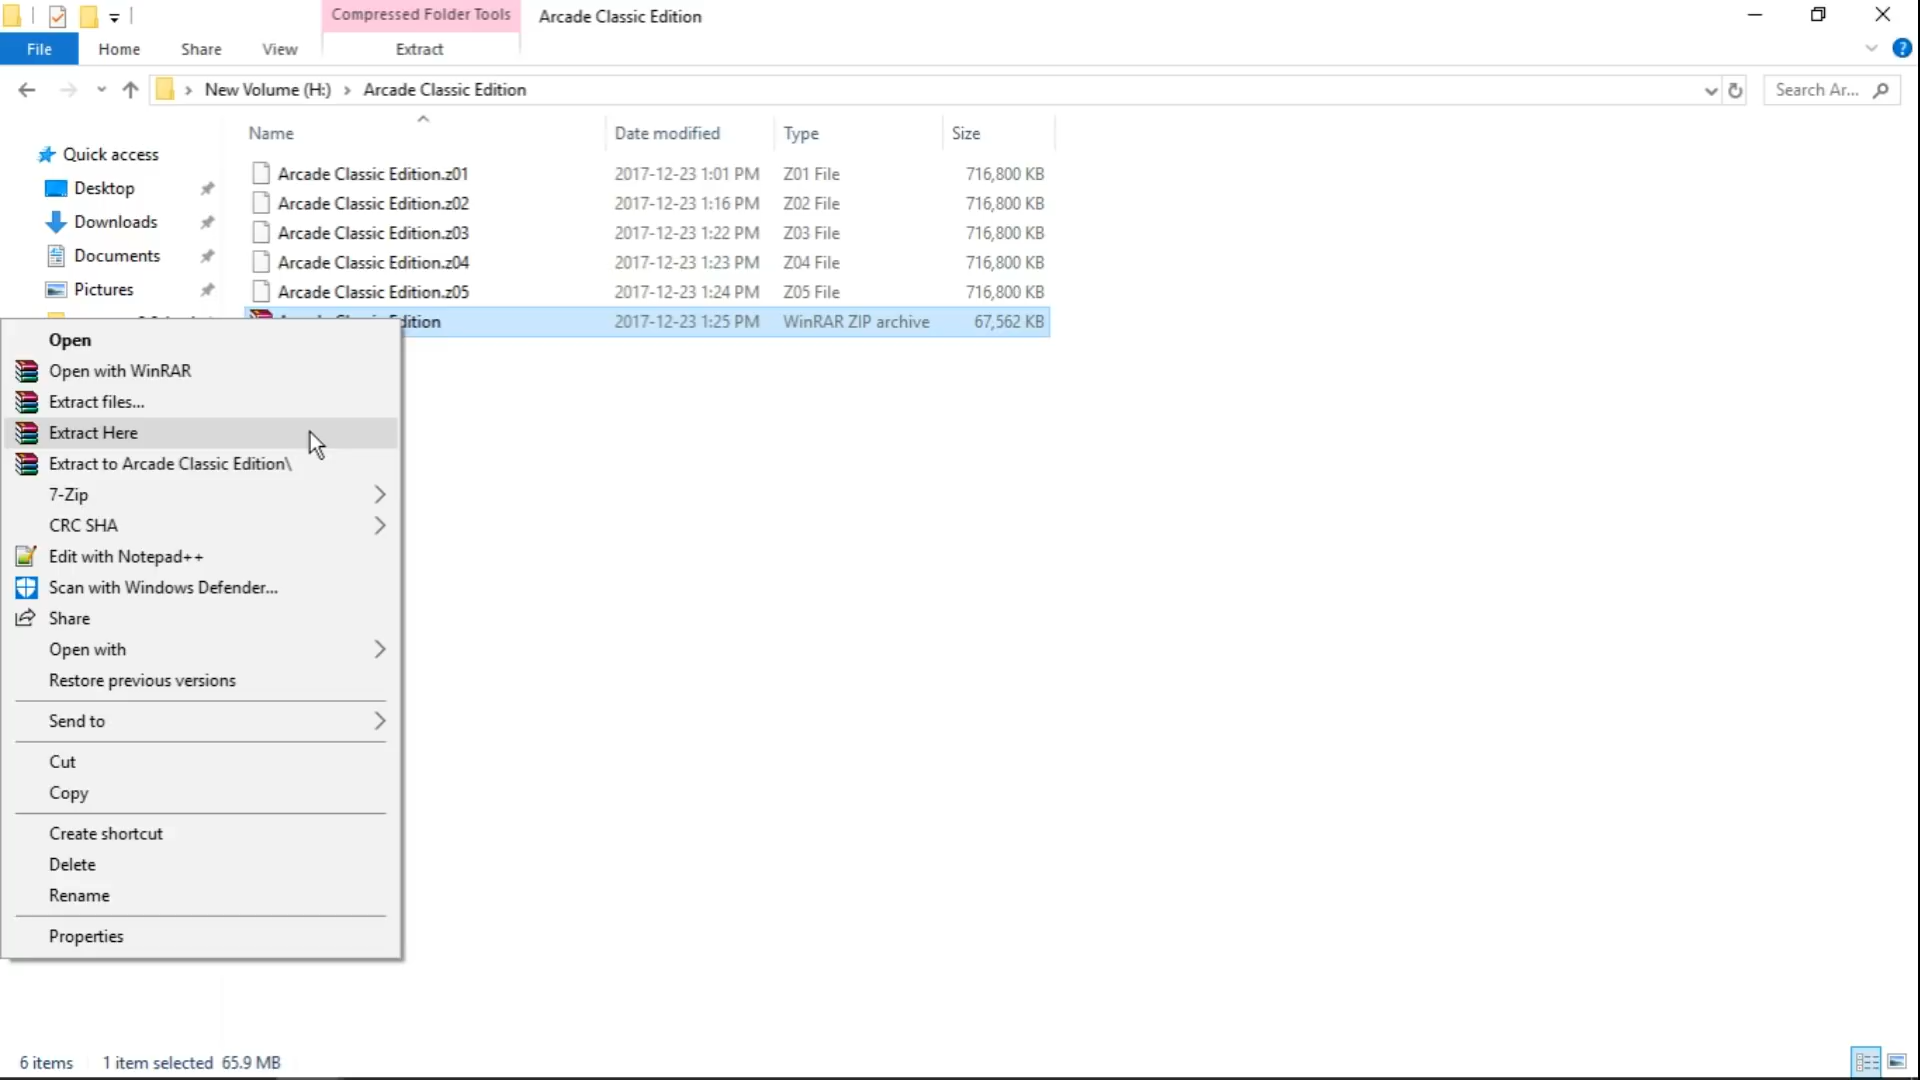 Compressed Folder Tools
Arcade Classic Edition
File
Home
Share
View
Extract
New Volume (H:)
Arcade Classic Edition
Search Ar...
Name
Date modified
Type
Size
Quick access
Desktop
Downloads
Documents
Pictures
Arcade Classic Edition.z01 2017-12-23 1:01 PM Z01 File 716,800 KB
Arcade Classic Edition.z02 2017-12-23 1:16 PM Z02 File 716,800 KB
Arcade Classic Edition.z03 2017-12-23 1:22 PM Z03 File 716,800 KB
Arcade Classic Edition.z04 2017-12-23 1:23 PM Z04 File 716,800 KB
Arcade Classic Edition.z05 2017-12-23 1:24 PM Z05 File 716,800 KB
Arcade Classic Edition 2017-12-23 1:25 PM WinRAR ZIP archive 67,562 KB
Open
Open with WinRAR
Extract files...
Extract Here
Extract to Arcade Classic Edition\
7-Zip
CRC SHA
Edit with Notepad++
Scan with Windows Defender...
Share
Open with
Restore previous versions
Send to
Cut
Copy
Create shortcut
Delete
Rename
Properties
6 items
1 item selected 65.9 MB